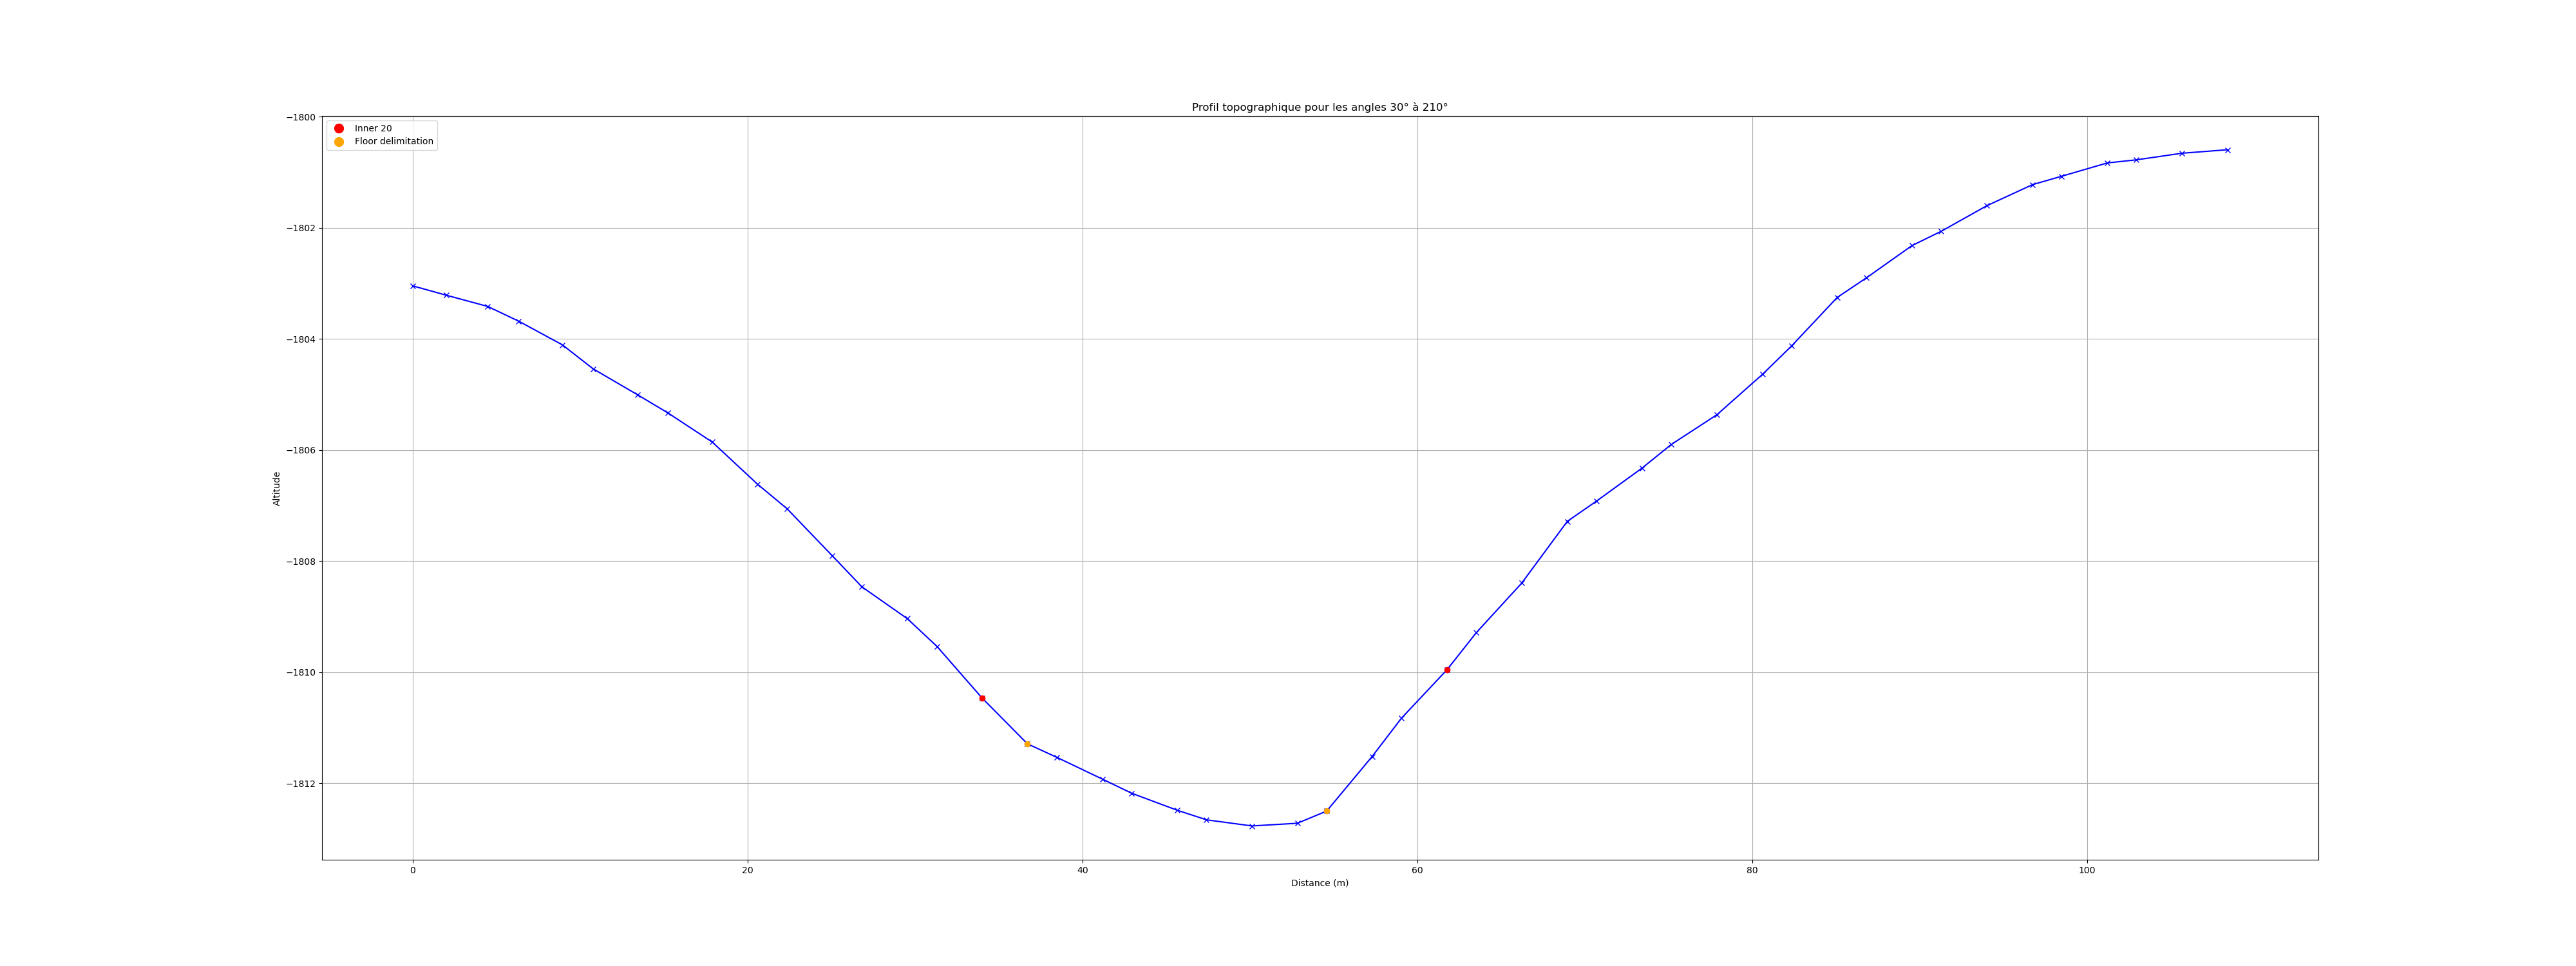 Profil topographique pour les angles 30° à 210°
Inner 20
Floor delimitation
−1800
−1802
−1804
−1806
−1808
−1810
−1812
Altitude
0
20
40
60
80
100
Distance (m)